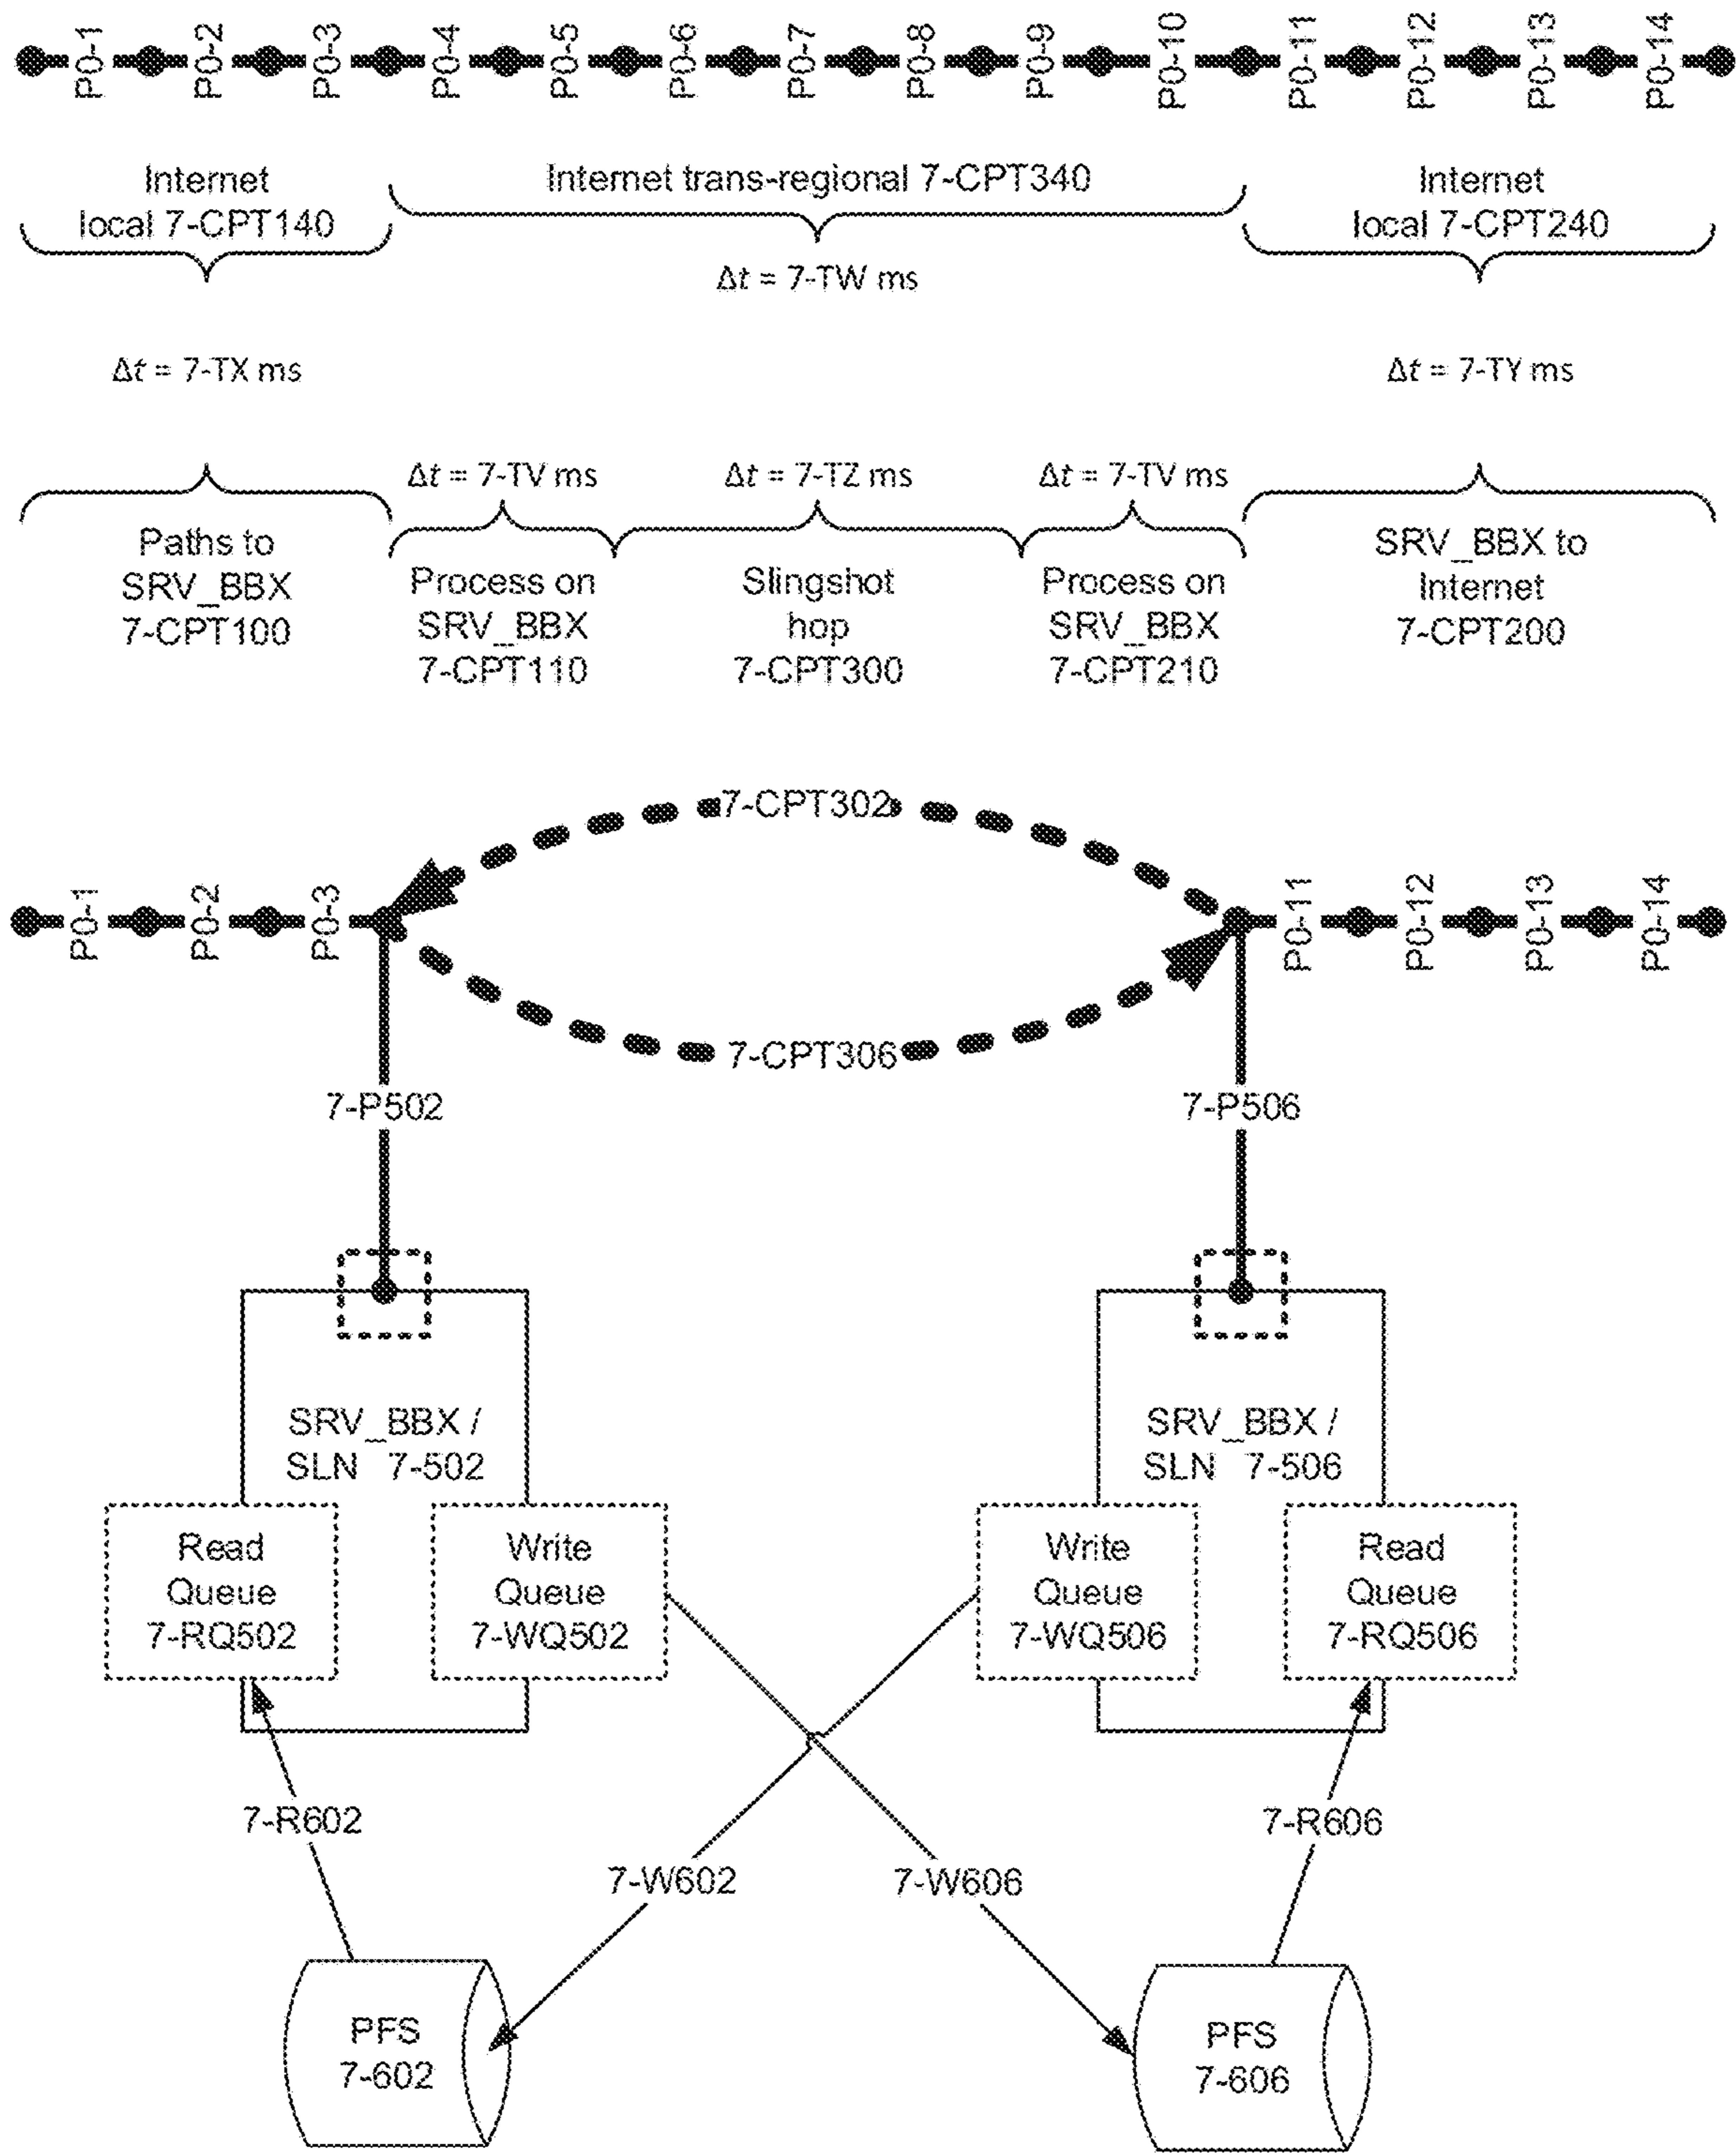 P0-1 P0-2 P0-3 P0-4 P0-5 P0-6 P0-7 P0-8 P0-9 P0-10 P0-11 P0-12 P0-13 P0-14
Internet
local 7-CPT140
Internet trans-regional 7-CPT340
Internet
local 7-CPT240
Δt = 7-TW ms
Δt = 7-TX ms
Δt = 7-TY ms
Δt = 7-TV ms
Δt = 7-TZ ms
Δt = 7-TV ms
Paths to
SRV_BBX
7-CPT100
Process on
SRV_BBX
7-CPT110
Slingshot
hop
7-CPT300
Process on
SRV_BBX
7-CPT210
SRV_BBX to
Internet
7-CPT200
7-CPT302
P0-1 P0-2 P0-3
P0-11 P0-12 P0-13 P0-14
7-CPT306
7-P502
7-P506
SRV_BBX /
SLN 7-502
SRV_BBX /
SLN 7-506
Read
Queue
7-RQ502
Write
Queue
7-WQ502
Write
Queue
7-WQ506
Read
Queue
7-RQ506
7-R602
7-R606
7-W602
7-W606
PFS
7-602
PFS
7-606